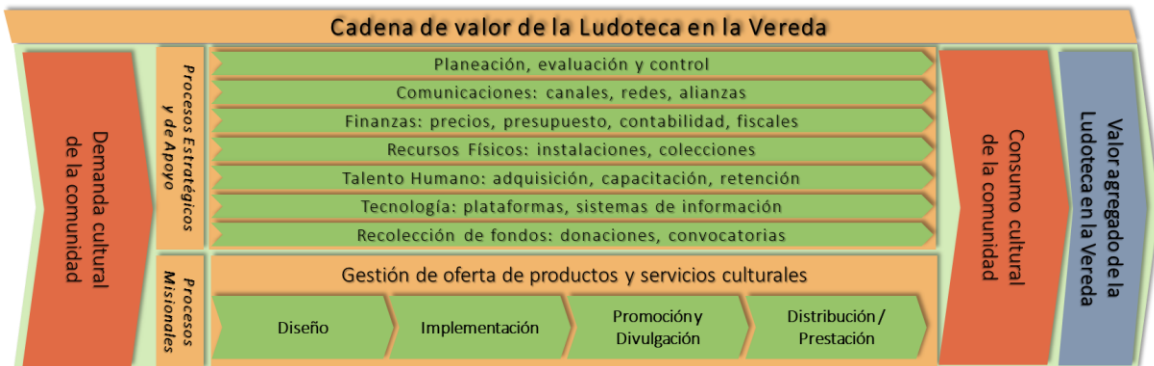 Cadena de valor de la Ludoteca en la Vereda
Demanda cultural
de la comunidad
Procesos Estratégicos
y de Apoyo
Planeación, evaluación y control
Comunicaciones: canales, redes, alianzas
Finanzas: precios, presupuesto, contabilidad, fiscales
Recursos Físicos: instalaciones, colecciones
Talento Humano: adquisición, capacitación, retención
Tecnología: plataformas, sistemas de información
Recolección de fondos: donaciones, convocatorias
Procesos
Misionales
Gestión de oferta de productos y servicios culturales
Diseño
Implementación
Promoción y
Divulgación
Distribución /
Prestación
Consumo cultural
de la comunidad
Valor agregado de la
Ludoteca en la Vereda